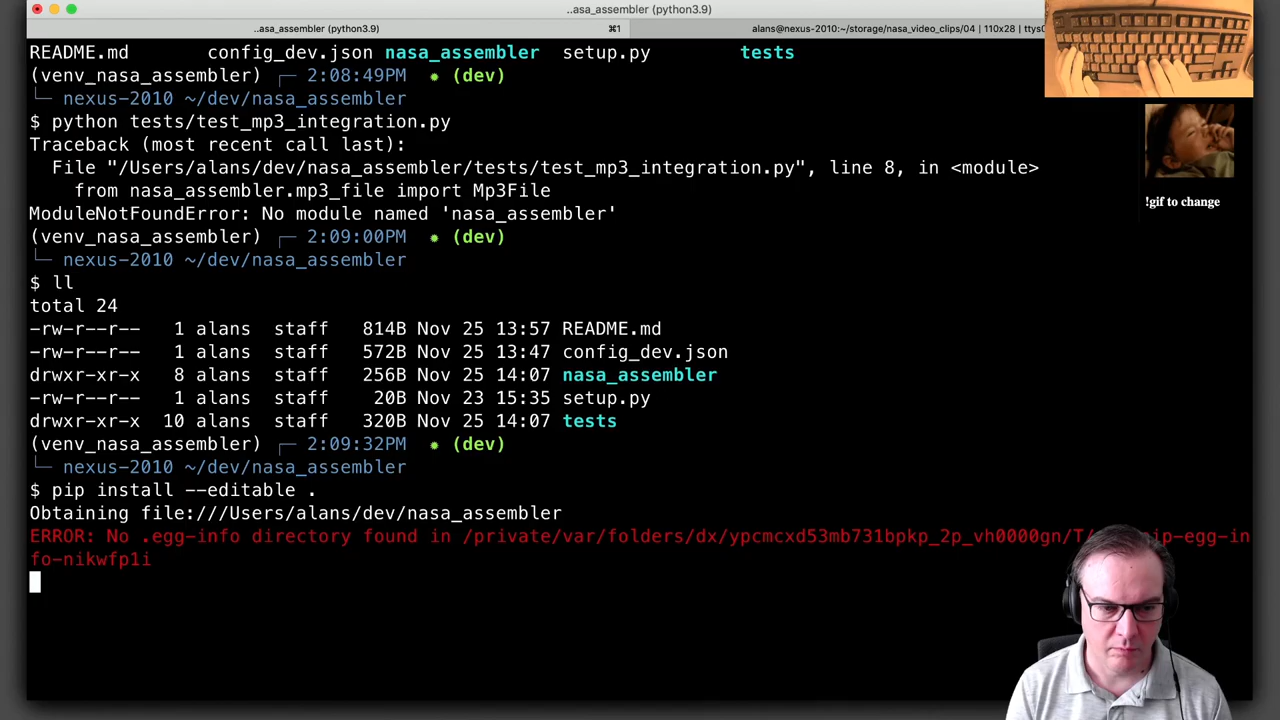 ..asa_assembler (python3.9)
..asa_assembler (python3.9) ⌘1 alans@nexus-2010:~/storage/nasa_video_clips/04 | 110x28 | ttys0
README.md config_dev.json nasa_assembler setup.py tests
(venv_nasa_assembler) ┌─ 2:08:49PM ✹ (dev)
└─ nexus-2010 ~/dev/nasa_assembler
$ python tests/test_mp3_integration.py
Traceback (most recent call last):
File "/Users/alans/dev/nasa_assembler/tests/test_mp3_integration.py", line 8, in <module>
from nasa_assembler.mp3_file import Mp3File
ModuleNotFoundError: No module named 'nasa_assembler'
(venv_nasa_assembler) ┌─ 2:09:00PM ✹ (dev)
└─ nexus-2010 ~/dev/nasa_assembler
$ ll
total 24
-rw-r--r-- 1 alans staff 814B Nov 25 13:57 README.md
-rw-r--r-- 1 alans staff 572B Nov 25 13:47 config_dev.json
drwxr-xr-x 8 alans staff 256B Nov 25 14:07 nasa_assembler
-rw-r--r-- 1 alans staff 20B Nov 23 15:35 setup.py
drwxr-xr-x 10 alans staff 320B Nov 25 14:07 tests
(venv_nasa_assembler) ┌─ 2:09:32PM ✹ (dev)
└─ nexus-2010 ~/dev/nasa_assembler
$ pip install --editable .
Obtaining file:///Users/alans/dev/nasa_assembler
ERROR: No .egg-info directory found in /private/var/folders/dx/ypcmcxd53mb731bpkp_2p_vh0000gn/T/ ip-egg-in
fo-nikwfp1i
!gif to change